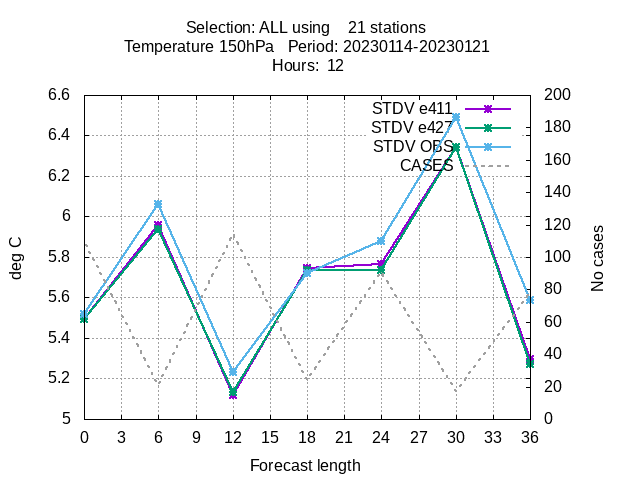 Selection: ALL using    21 stations
Temperature 150hPa   Period: 20230114-20230121
Hours:  12
STDV e411
STDV e427
STDV OBS
CASES
6.6
6.4
6.2
6
5.8
5.6
5.4
5.2
5
deg C
200
180
160
140
120
100
80
60
40
20
0
No cases
0 3 6 9 12 15 18 21 24 27 30 33 36
Forecast length